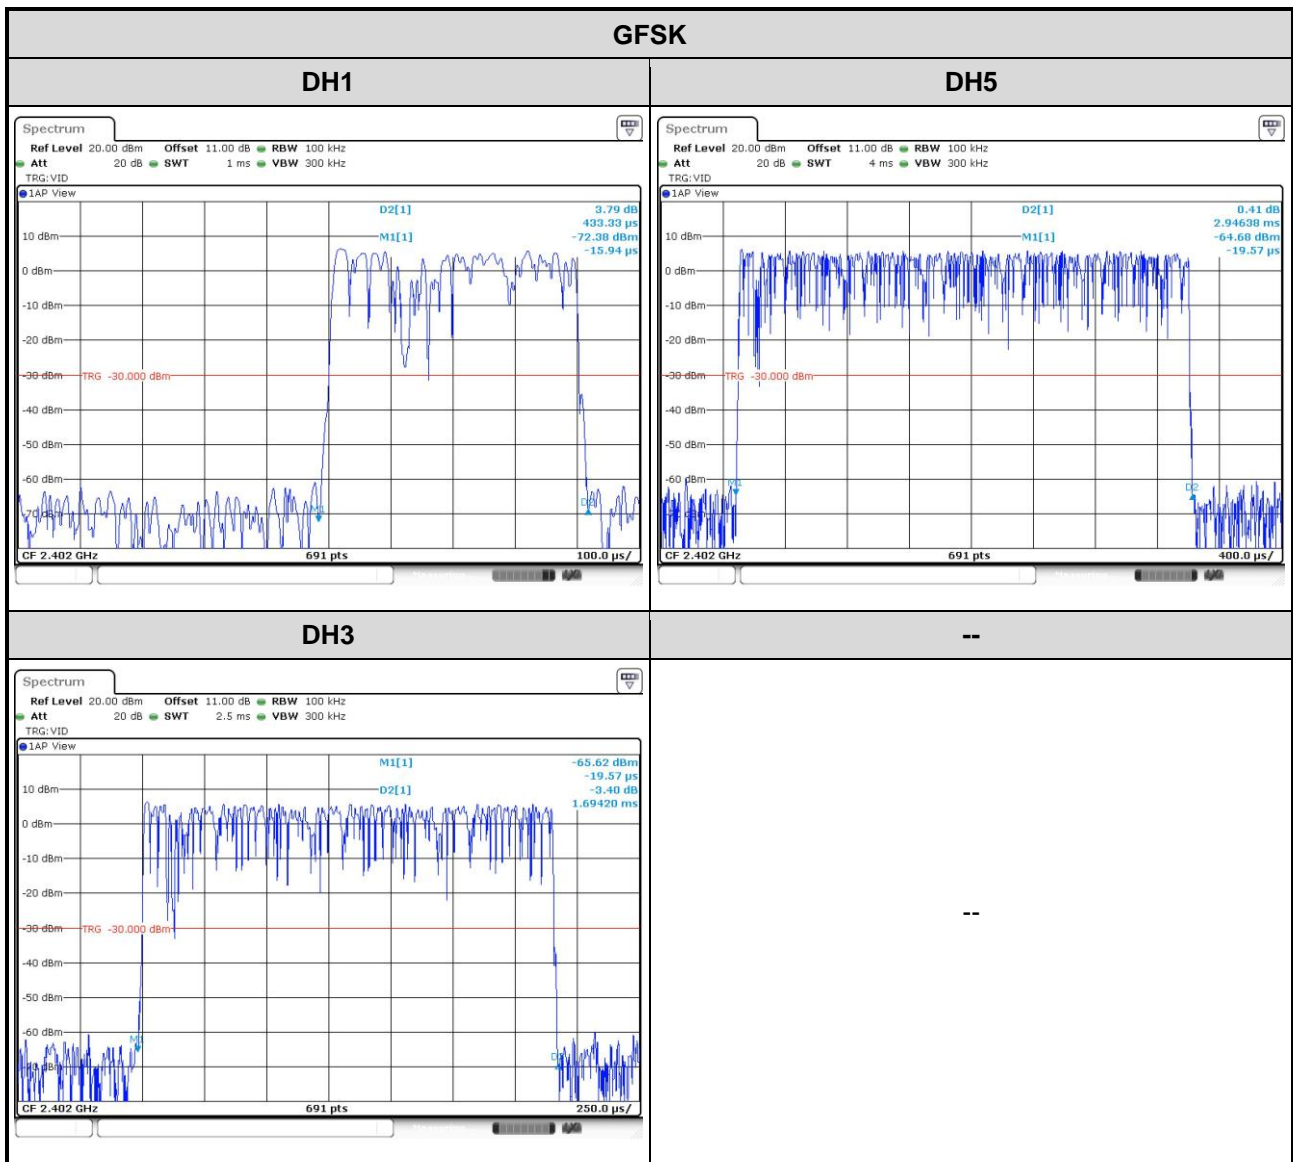 GFSK
DH1
Spectrum
Ref Level 20.00 dBm Offset 11.00 dB RBW 100 kHz
Att 20 dB SWT 1 ms VBW 300 kHz
TRG:VID
1AP View
D2[1] 3.79 dB
433.33 µs
M1[1] -72.38 dBm
-15.94 µs
10 dBm
0 dBm
-10 dBm
-20 dBm
-30 dBm
TRG -30.000 dBm
-40 dBm
-50 dBm
-60 dBm
-70 dBm
M1
D2
CF 2.402 GHz 691 pts 100.0 µs/
DH5
Spectrum
Ref Level 20.00 dBm Offset 11.00 dB RBW 100 kHz
Att 20 dB SWT 4 ms VBW 300 kHz
TRG:VID
1AP View
D2[1] 0.41 dB
2.94638 ms
M1[1] -64.68 dBm
-19.57 µs
10 dBm
0 dBm
-10 dBm
-20 dBm
-30 dBm
TRG -30.000 dBm
-40 dBm
-50 dBm
-60 dBm
M1
D2
CF 2.402 GHz 691 pts 400.0 µs/
DH3
Spectrum
Ref Level 20.00 dBm Offset 11.00 dB RBW 100 kHz
Att 20 dB SWT 2.5 ms VBW 300 kHz
TRG:VID
1AP View
M1[1] -65.62 dBm
-19.57 µs
D2[1] -3.40 dB
1.69420 ms
10 dBm
0 dBm
-10 dBm
-20 dBm
-30 dBm
TRG -30.000 dBm
-40 dBm
-50 dBm
-60 dBm
CF 2.402 GHz 691 pts 250.0 µs/
--
--